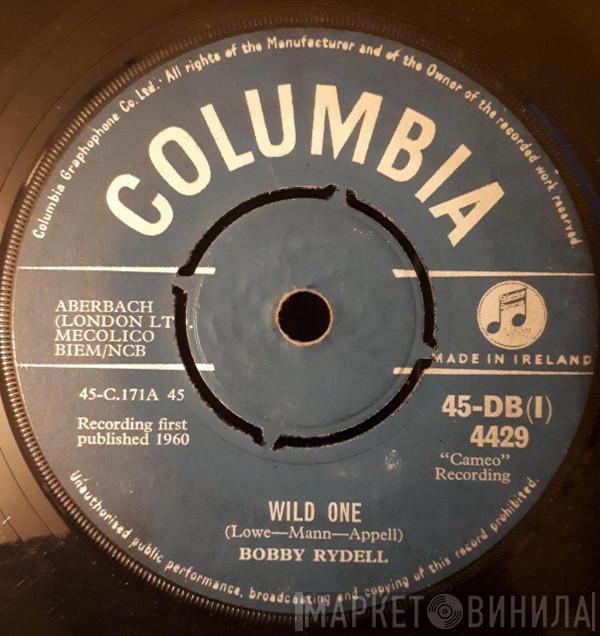 Columbia Graphophone Co. Ltd. : All rights of the Manufacturer and of the Owner of the recorded work reserved.
COLUMBIA
ABERBACH
(LONDON LT
MECOLICO
BIEM/NCB
MADE IN IRELAND
45-C.171A 45
Recording first
published 1960
45-DB(I)
4429
"Cameo"
Recording
WILD ONE
(Lowe—Mann—Appell)
BOBBY RYDELL
Unauthorised public performance, broadcasting and copying of this record prohibited.
МАРКЕТ ВИНИЛА